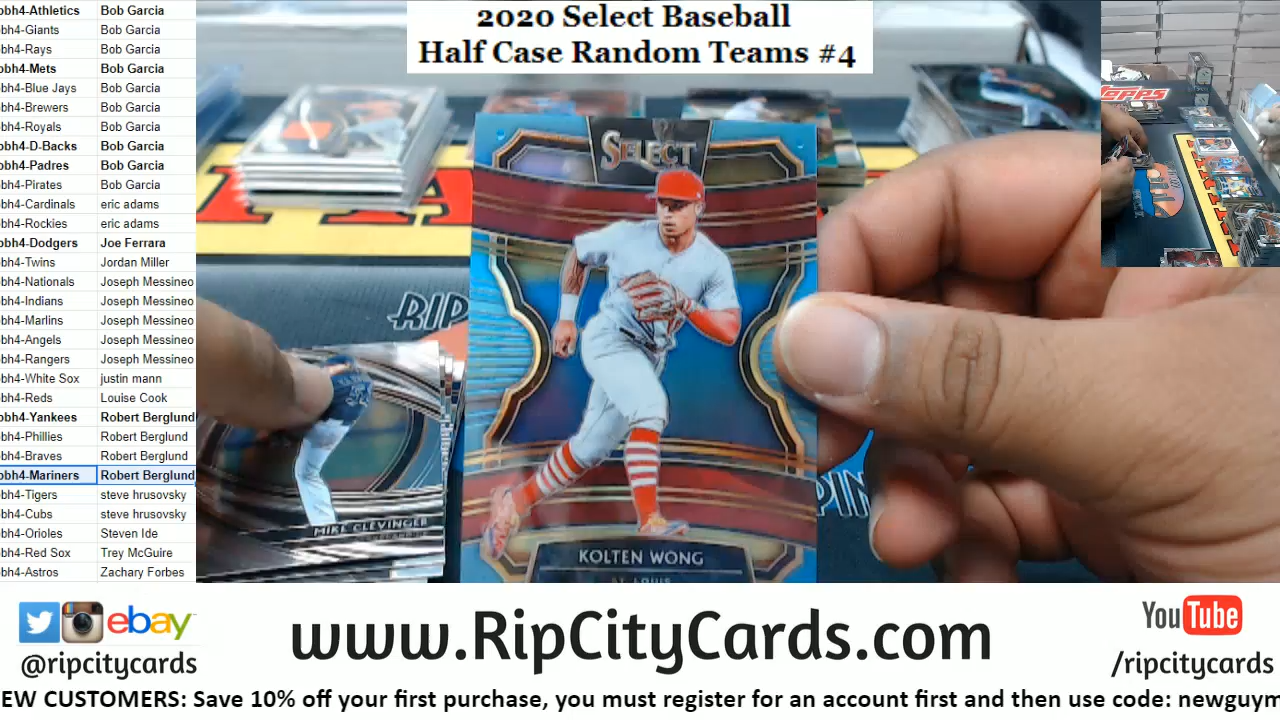 2020 Select Baseball
Half Case Random Teams #4
bh4-Athletics Bob Garcia
bh4-Giants Bob Garcia
bh4-Rays Bob Garcia
bh4-Mets Bob Garcia
bh4-Blue Jays Bob Garcia
bh4-Brewers Bob Garcia
bh4-Royals Bob Garcia
bh4-D-Backs Bob Garcia
bh4-Padres Bob Garcia
bh4-Pirates Bob Garcia
bh4-Cardinals eric adams
bh4-Rockies eric adams
bh4-Dodgers Joe Ferrara
bh4-Twins Jordan Miller
bh4-Nationals Joseph Messineo
bh4-Indians Joseph Messineo
bh4-Marlins Joseph Messineo
bh4-Angels Joseph Messineo
bh4-Rangers Joseph Messineo
bh4-White Sox justin mann
bh4-Reds Louise Cook
bh4-Yankees Robert Berglund
bh4-Phillies Robert Berglund
bh4-Braves Robert Berglund
bh4-Mariners Robert Berglund
bh4-Tigers steve hrusovsky
bh4-Cubs steve hrusovsky
bh4-Orioles Steven Ide
bh4-Red Sox Trey McGuire
bh4-Astros Zachary Forbes
SELECT
RIP
PIN
MIKE CLEVINGER
KOLTEN WONG
ST. LOUIS
Topps
ebay
@ripcitycards
www.RipCityCards.com
YouTube
/ripcitycards
EW CUSTOMERS: Save 10% off your first purchase, you must register for an account first and then use code: newguym